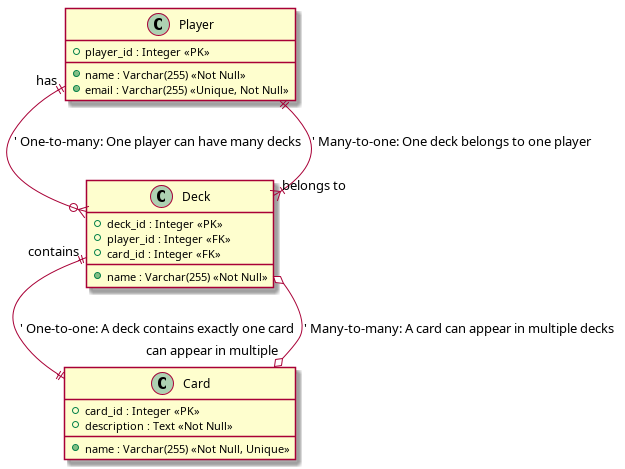 C Player
player_id : Integer «PK»
name : Varchar(255) «Not Null»
email : Varchar(255) «Unique, Not Null»
has
' One-to-many: One player can have many decks
' Many-to-one: One deck belongs to one player
belongs to
C Deck
deck_id : Integer «PK»
player_id : Integer «FK»
card_id : Integer «FK»
name : Varchar(255) «Not Null»
contains
' One-to-one: A deck contains exactly one card
' Many-to-many: A card can appear in multiple decks
can appear in multiple
C Card
card_id : Integer «PK»
description : Text «Not Null»
name : Varchar(255) «Not Null, Unique»